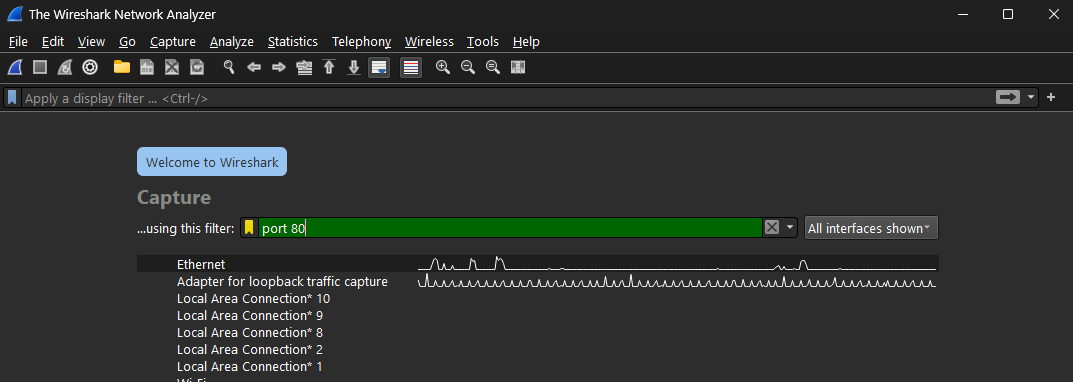 The Wireshark Network Analyzer
File Edit View Go Capture Analyze Statistics Telephony Wireless Tools Help
Apply a display filter ... <Ctrl-/>
Welcome to Wireshark
Capture
...using this filter: port 80 All interfaces shown
Ethernet
Adapter for loopback traffic capture
Local Area Connection* 10
Local Area Connection* 9
Local Area Connection* 8
Local Area Connection* 2
Local Area Connection* 1
Wi-Fi